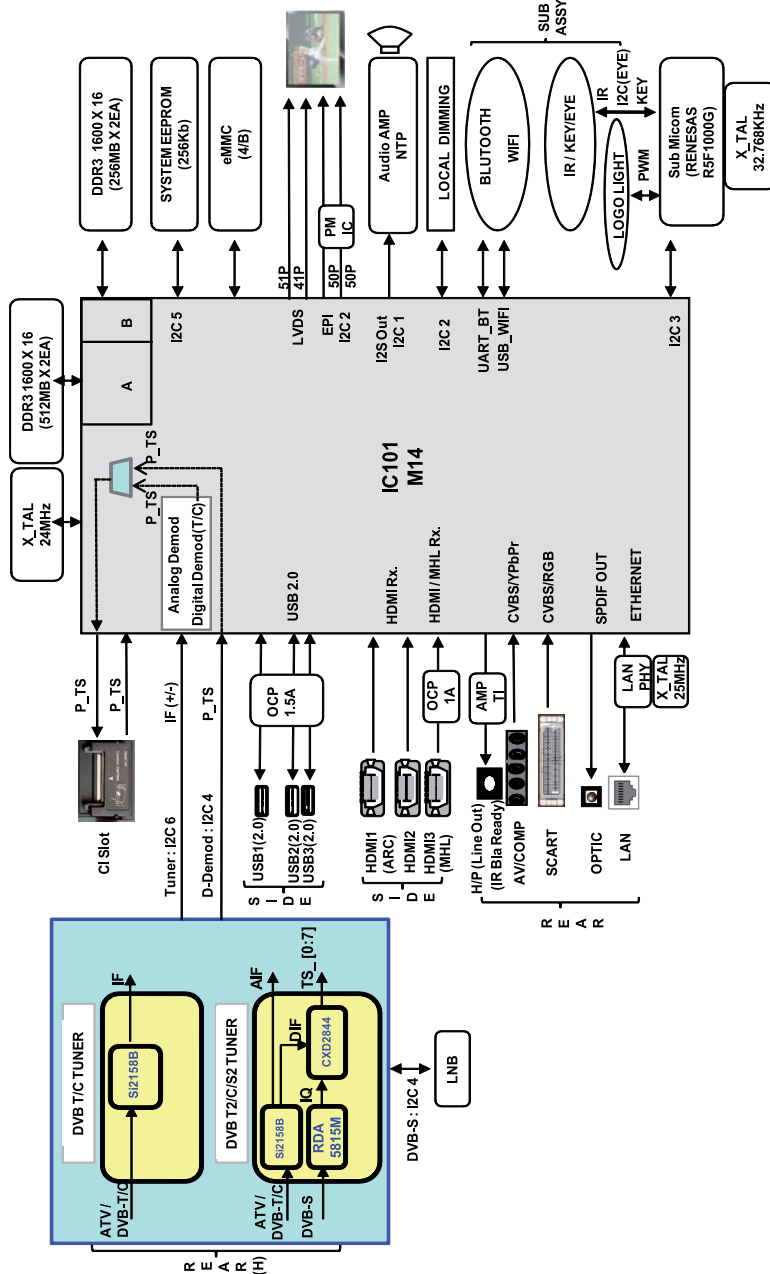 DVB T/C TUNER
IF
Si2158B
ATV /
DVB-T/C
DVB T2/C/S2 TUNER
AIF
TS_ [0:7]
DIF
CXD2844
Si2158B
IQ
RDA
5815M
ATV /
DVB-T/C
DVB-S
R
E
A
R
(H)
DVB-S : I2C 4
LNB
CI Slot
P_TS
P_TS
Tuner : I2C 6
IF (+/-)
D-Demod : I2C 4
P_TS
USB1(2.0)
USB2(2.0)
USB3(2.0)
OCP
1.5A
S
I
D
E
HDMI1
(ARC)
HDMI2
HDMI3
(MHL)
OCP
1A
S
I
D
E
H/P (Line Out)
(IR Bla Ready)
AMP
TI
AV/COMP
SCART
OPTIC
LAN
LAN
PHY
X_TAL
25MHz
R
E
A
R
X_TAL
24MHz
DDR3 1600 X 16
(512MB X 2EA)
A
B
P_TS
P_TS
Analog Demod
Digital Demod(T/C)
USB 2.0
HDMI Rx.
HDMI / MHL Rx.
CVBS/YPbPr
CVBS/RGB
SPDIF OUT
ETHERNET
IC101
M14
I2C 5
LVDS
EPI
I2C 2
I2S Out
I2C 1
I2C 2
UART_BT
USB_WIFI
I2C 3
DDR3 1600 X 16
(256MB X 2EA)
SYSTEM EEPROM
(256Kb)
eMMC
(4/B)
51P
41P
50P
50P
PM
IC
Audio AMP
NTP
LOCAL DIMMING
BLUTOOTH
WIFI
IR / KEY/EYE
SUB
ASSY
LOGO LIGHT
PWM
IR
I2C(EYE)
KEY
Sub Micom
(RENESAS
R5F1000G)
X_TAL
32.768KHz